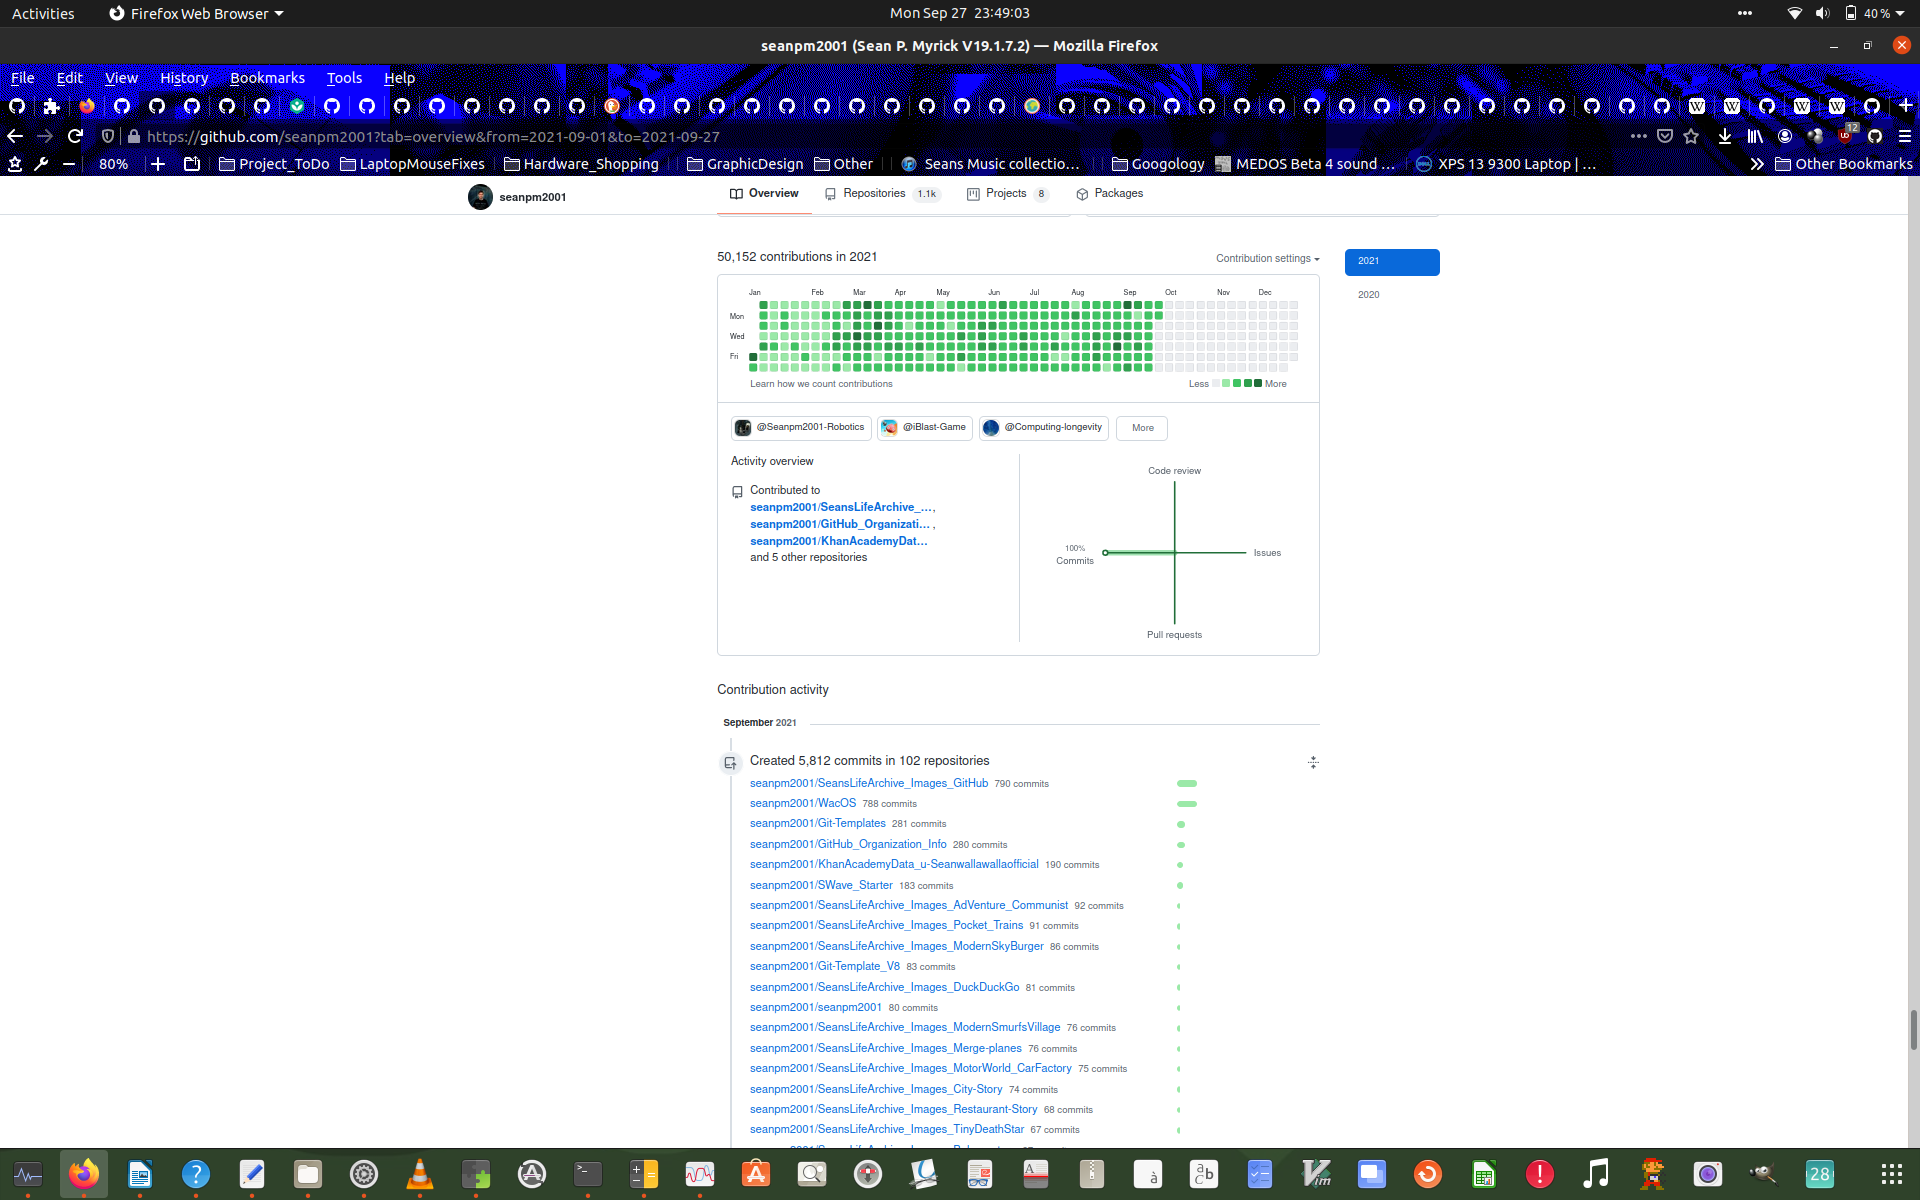 Activities Firefox Web Browser Mon Sep 27 23:49:03 40 %
seanpm2001 (Sean P. Myrick V19.1.7.2) — Mozilla Firefox
File Edit View History Bookmarks Tools Help
https://github.com/seanpm2001?tab=overview&from=2021-09-01&to=2021-09-27 12
80% Project_ToDo LaptopMouseFixes Hardware_Shopping GraphicDesign Other Seans Music collectio… Googology MEDOS Beta 4 sound … XPS 13 9300 Laptop | … Other Bookmarks
seanpm2001 Overview Repositories 1.1k Projects 8 Packages
50,152 contributions in 2021 Contribution settings 2021
2020
Jan Feb Mar Apr May Jun Jul Aug Sep Oct Nov Dec
Mon
Wed
Fri
Learn how we count contributions Less More
@Seanpm2001-Robotics @iBlast-Game @Computing-longevity More
Activity overview
Contributed to
seanpm2001/SeansLifeArchive_…,
seanpm2001/GitHub_Organizati… ,
seanpm2001/KhanAcademyDat…
and 5 other repositories
Code review
100%
Commits
Issues
Pull requests
Contribution activity
September 2021
Created 5,812 commits in 102 repositories
seanpm2001/SeansLifeArchive_Images_GitHub 790 commits
seanpm2001/WacOS 788 commits
seanpm2001/Git-Templates 281 commits
seanpm2001/GitHub_Organization_Info 280 commits
seanpm2001/KhanAcademyData_u-Seanwallawallaofficial 190 commits
seanpm2001/SWave_Starter 183 commits
seanpm2001/SeansLifeArchive_Images_AdVenture_Communist 92 commits
seanpm2001/SeansLifeArchive_Images_Pocket_Trains 91 commits
seanpm2001/SeansLifeArchive_Images_ModernSkyBurger 86 commits
seanpm2001/Git-Template_V8 83 commits
seanpm2001/SeansLifeArchive_Images_DuckDuckGo 81 commits
seanpm2001/seanpm2001 80 commits
seanpm2001/SeansLifeArchive_Images_ModernSmurfsVillage 76 commits
seanpm2001/SeansLifeArchive_Images_Merge-planes 76 commits
seanpm2001/SeansLifeArchive_Images_MotorWorld_CarFactory 75 commits
seanpm2001/SeansLifeArchive_Images_City-Story 74 commits
seanpm2001/SeansLifeArchive_Images_Restaurant-Story 68 commits
seanpm2001/SeansLifeArchive_Images_TinyDeathStar 67 commits
28